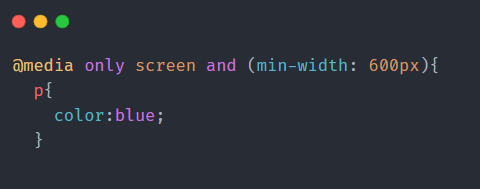 @media only screen and (min-width: 600px){
  p{
    color:blue;
  }